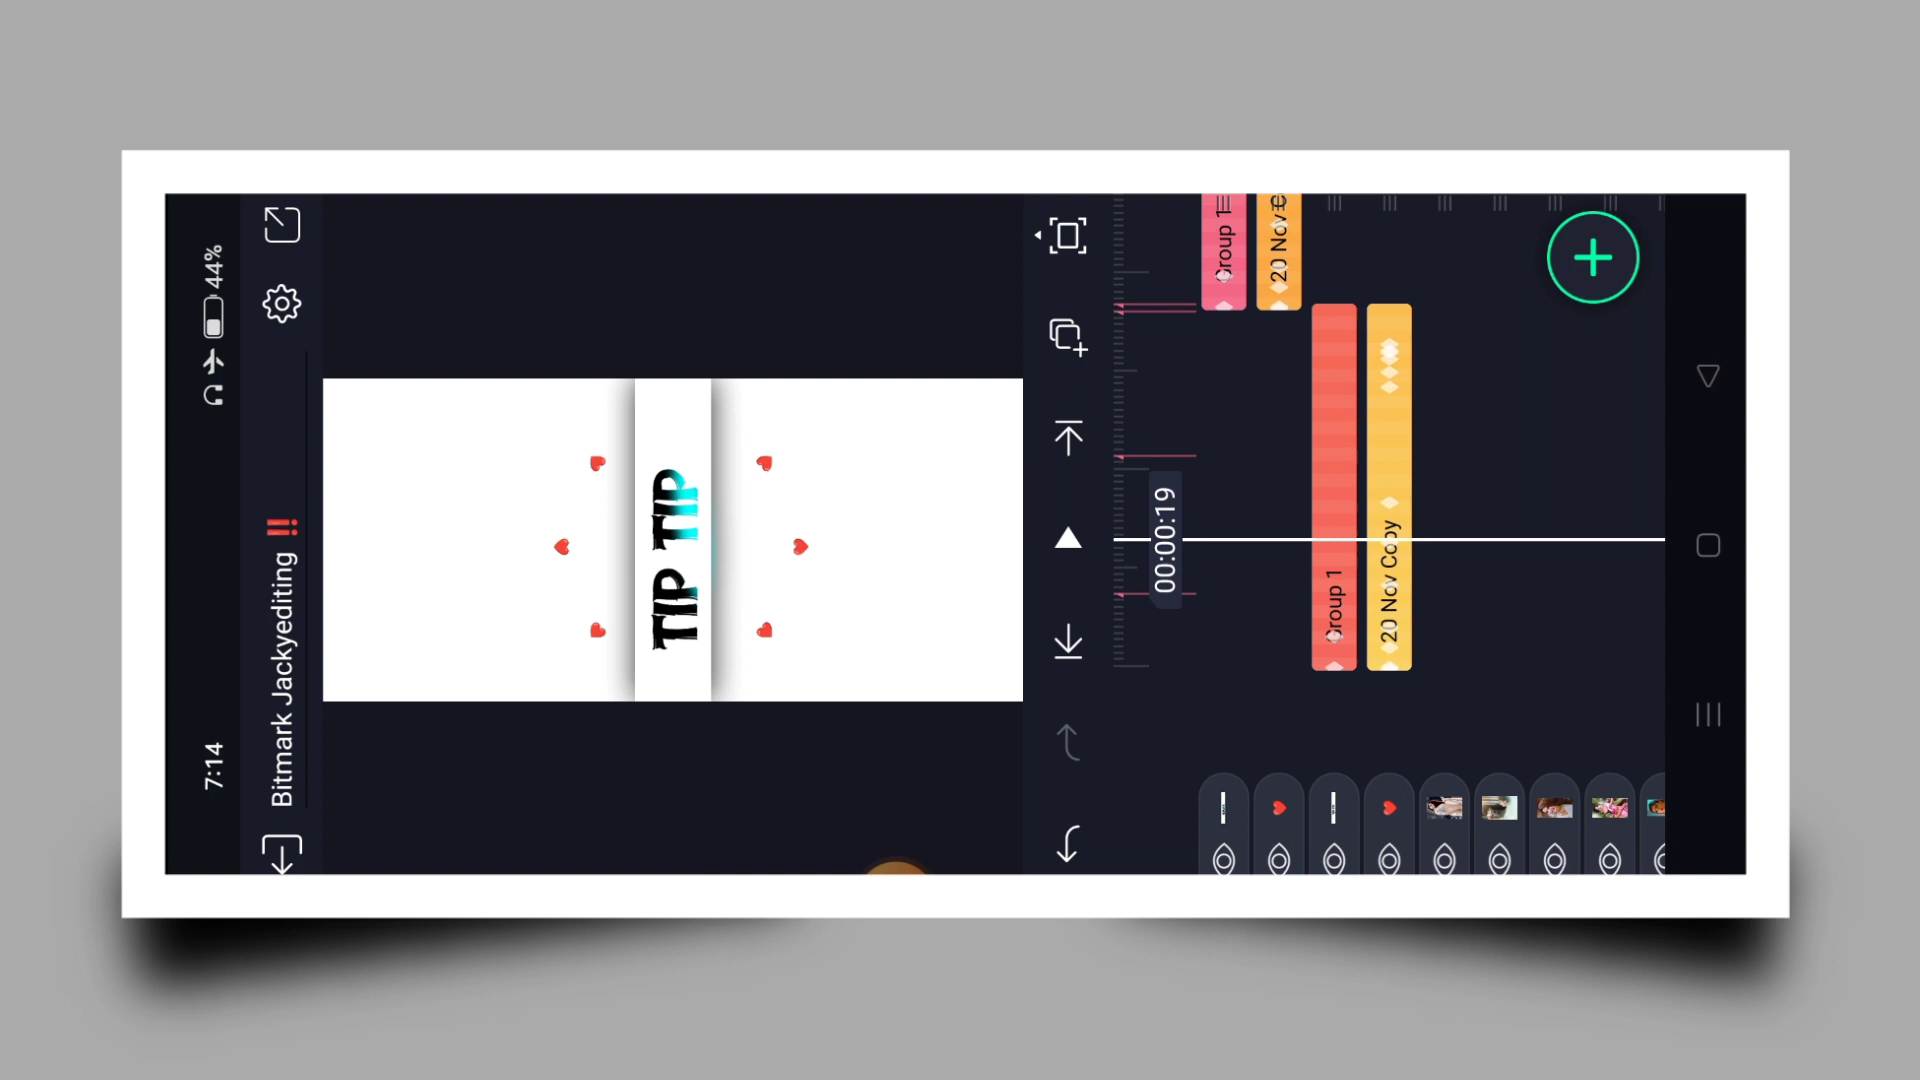 7:14
44%
Bitmark Jackyediting ‼️
TIP TIP
00:00:19
Group 1
20 Nov C
Group 1
20 Nov Copy